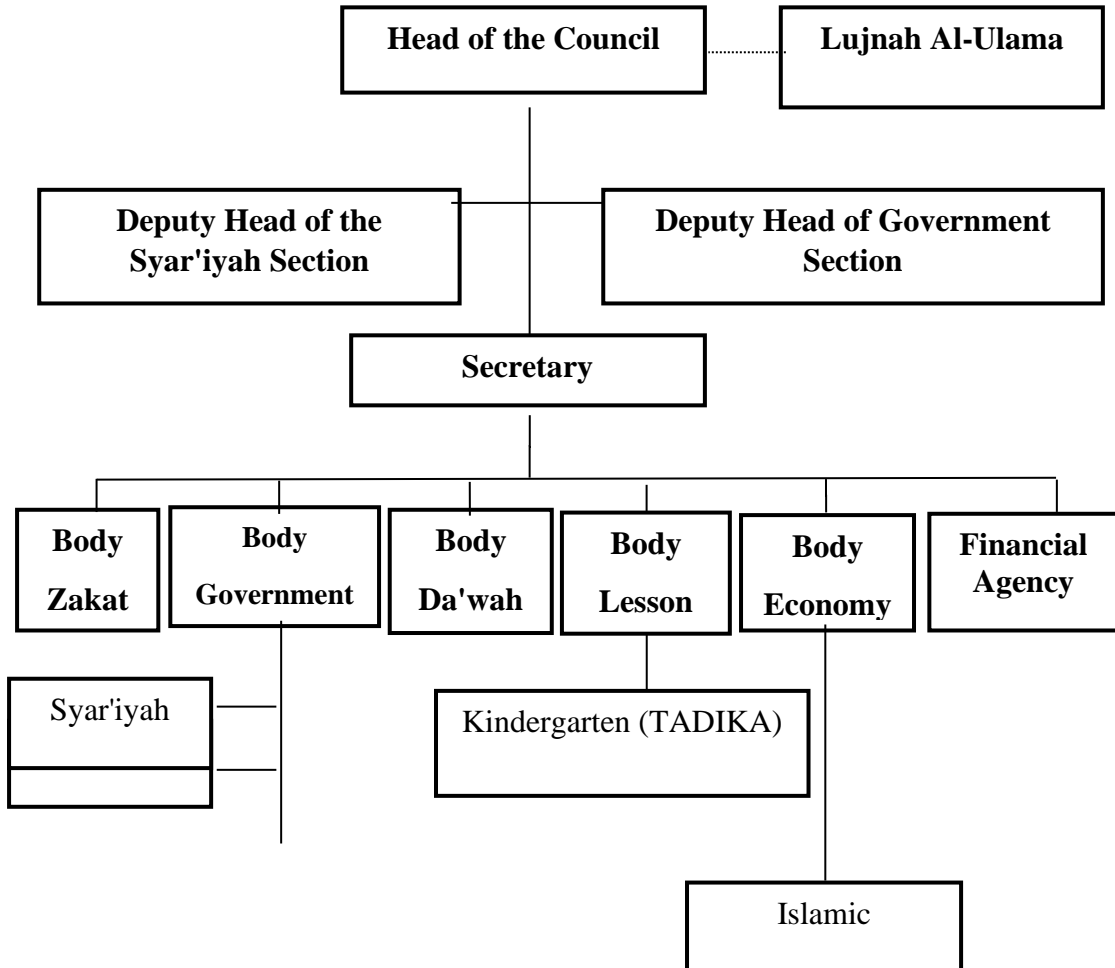 Head of the Council
Lujnah Al-Ulama
Deputy Head of the
Syar'iyah Section
Deputy Head of Government
Section
Secretary
Body
Zakat
Body
Government
Body
Da'wah
Body
Lesson
Body
Economy
Financial
Agency
Syar'iyah
Kindergarten (TADIKA)
Islamic